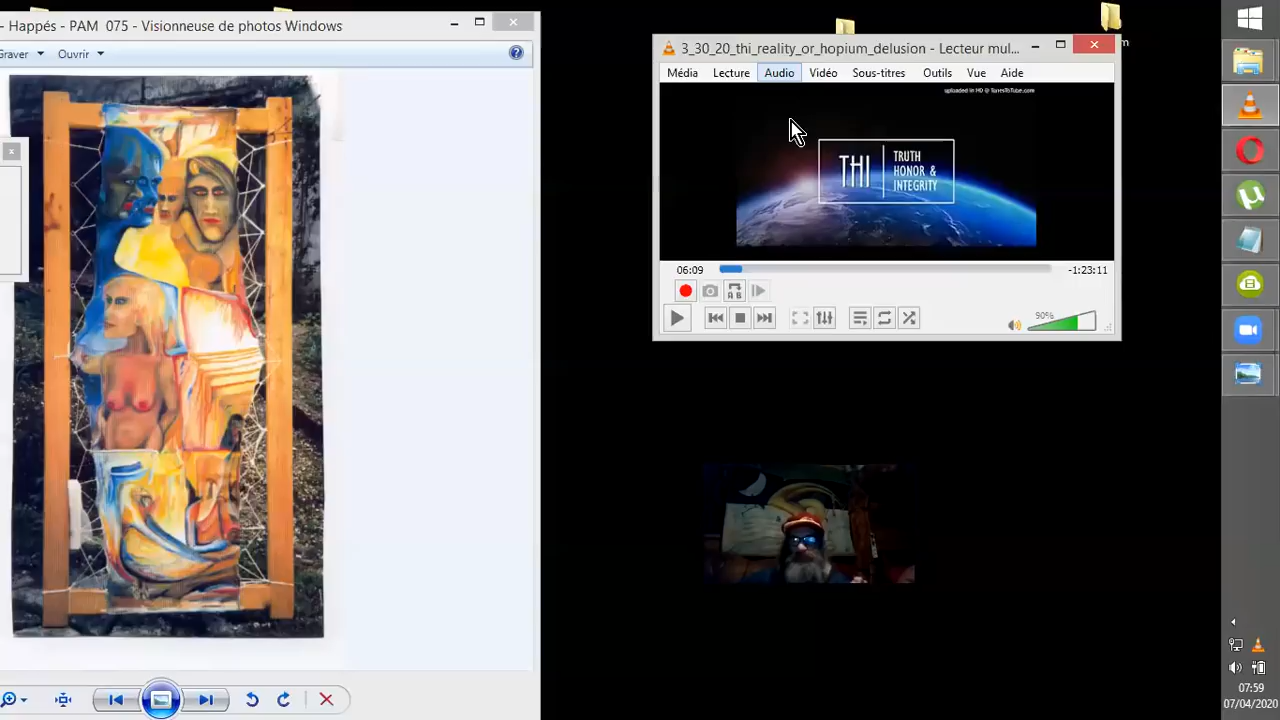 - Happés - PAM 075 - Visionneuse de photos Windows
Graver
Ouvrir
3_30_20_thi_reality_or_hopium_delusion - Lecteur mul...
Média Lecture Audio Vidéo Sous-titres Outils Vue Aide
uploaded in HD @ TorresToTube.com
THI
TRUTH
HONOR &
INTEGRITY
06:09
-1:23:11
90%
07:59
07/04/2020